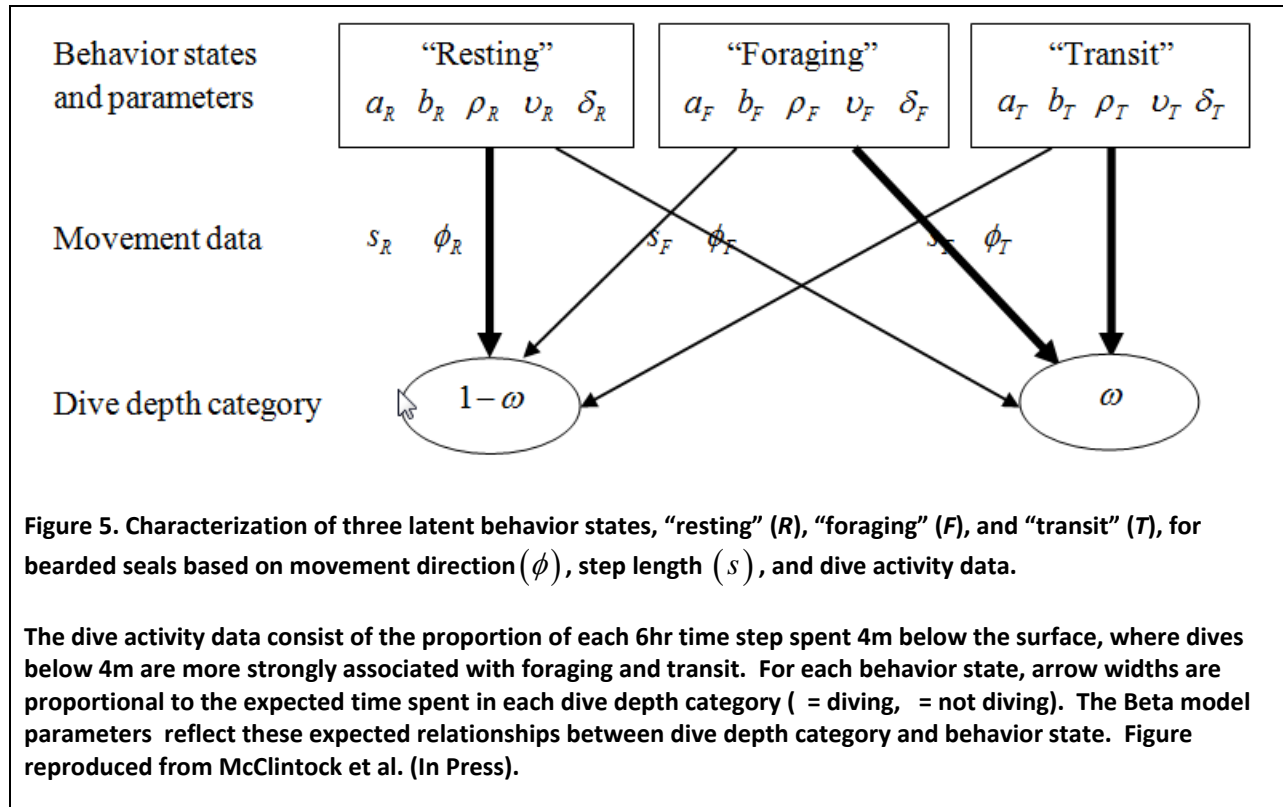 Behavior states “Resting” “Foraging” “Transit”
and parameters a_R b_R ρ_R υ_R δ_R a_F b_F ρ_F υ_F δ_F a_T b_T ρ_T υ_T δ_T
Movement data s_R ϕ_R s_F ϕ_F ϕ_T
Dive depth category 1 − ω ω
Figure 5. Characterization of three latent behavior states, “resting” (R), “foraging” (F), and “transit” (T), for
bearded seals based on movement direction (ϕ), step length (s), and dive activity data.
The dive activity data consist of the proportion of each 6hr time step spent 4m below the surface, where dives
below 4m are more strongly associated with foraging and transit. For each behavior state, arrow widths are
proportional to the expected time spent in each dive depth category ( = diving, = not diving). The Beta model
parameters reflect these expected relationships between dive depth category and behavior state. Figure
reproduced from McClintock et al. (In Press).